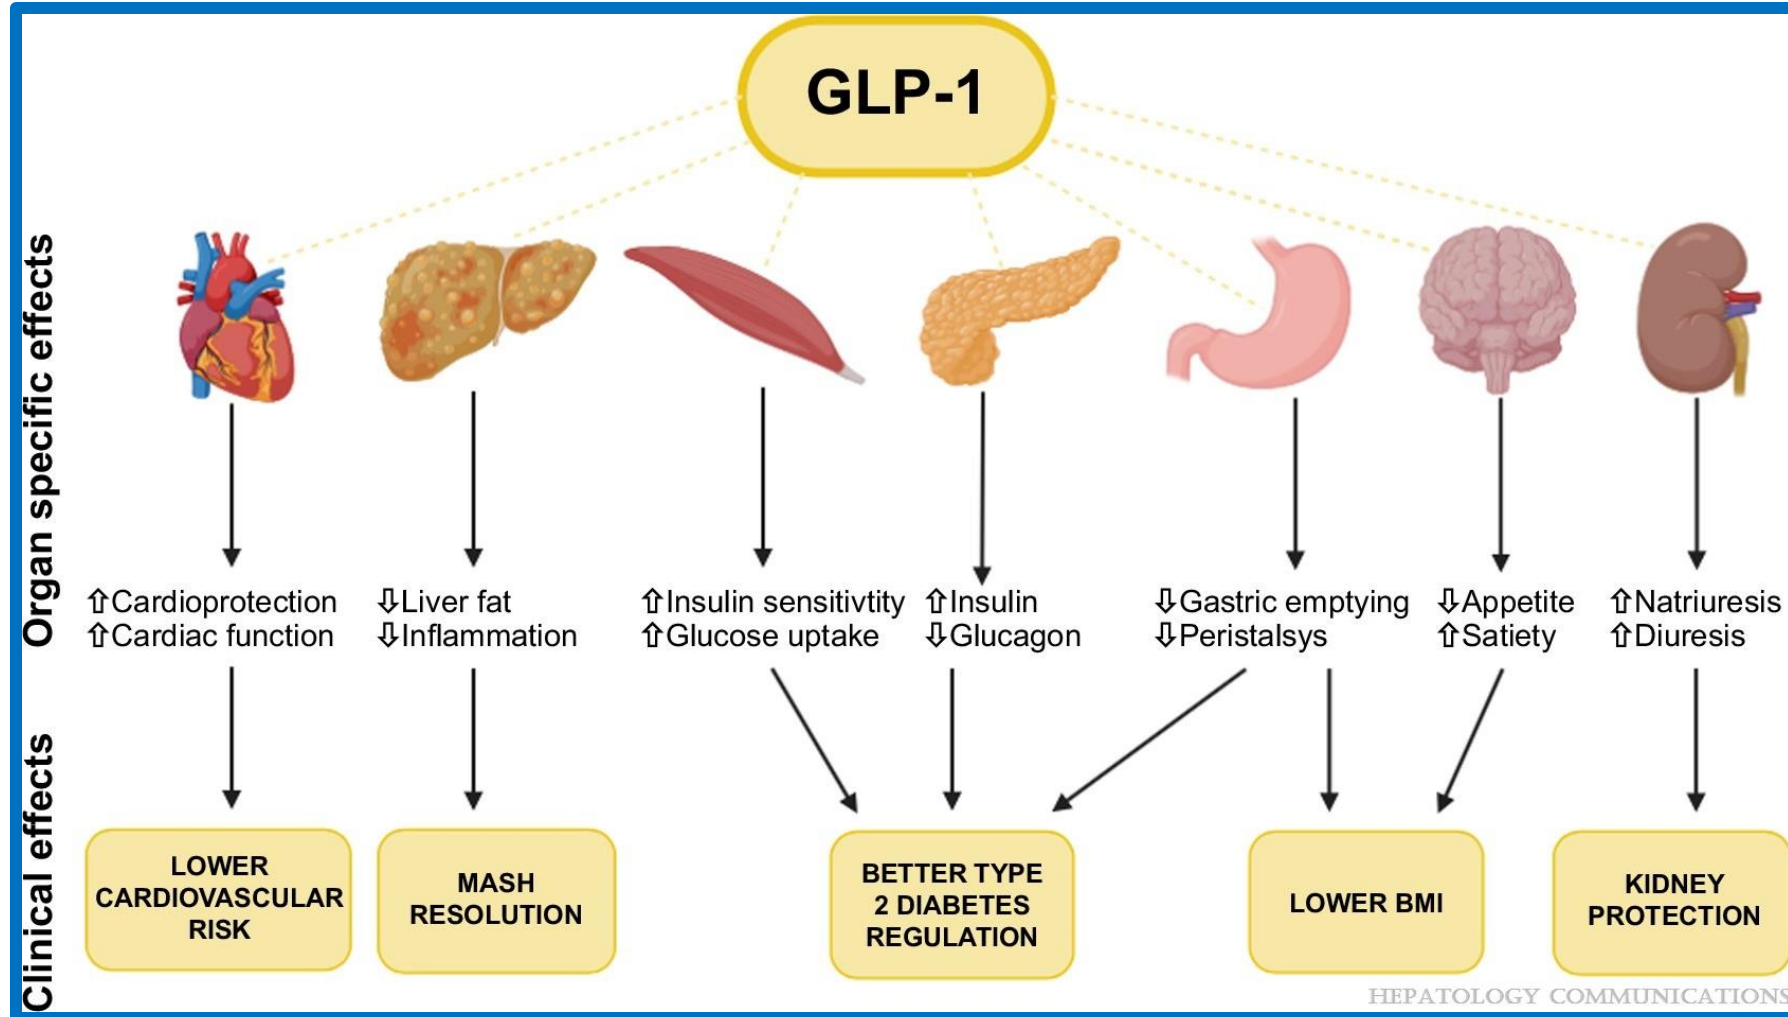 GLP-1
Organ specific effects
⇧Cardioprotection
⇧Cardiac function
⇩Liver fat
⇩Inflammation
⇧Insulin sensitivtity
⇧Glucose uptake
⇧Insulin
⇩Glucagon
⇩Gastric emptying
⇩Peristalsys
⇩Appetite
⇧Satiety
⇧Natriuresis
⇧Diuresis
Clinical effects
LOWER
CARDIOVASCULAR
RISK
MASH
RESOLUTION
BETTER TYPE
2 DIABETES
REGULATION
LOWER BMI
KIDNEY
PROTECTION
HEPATOLOGY COMMUNICATIONS